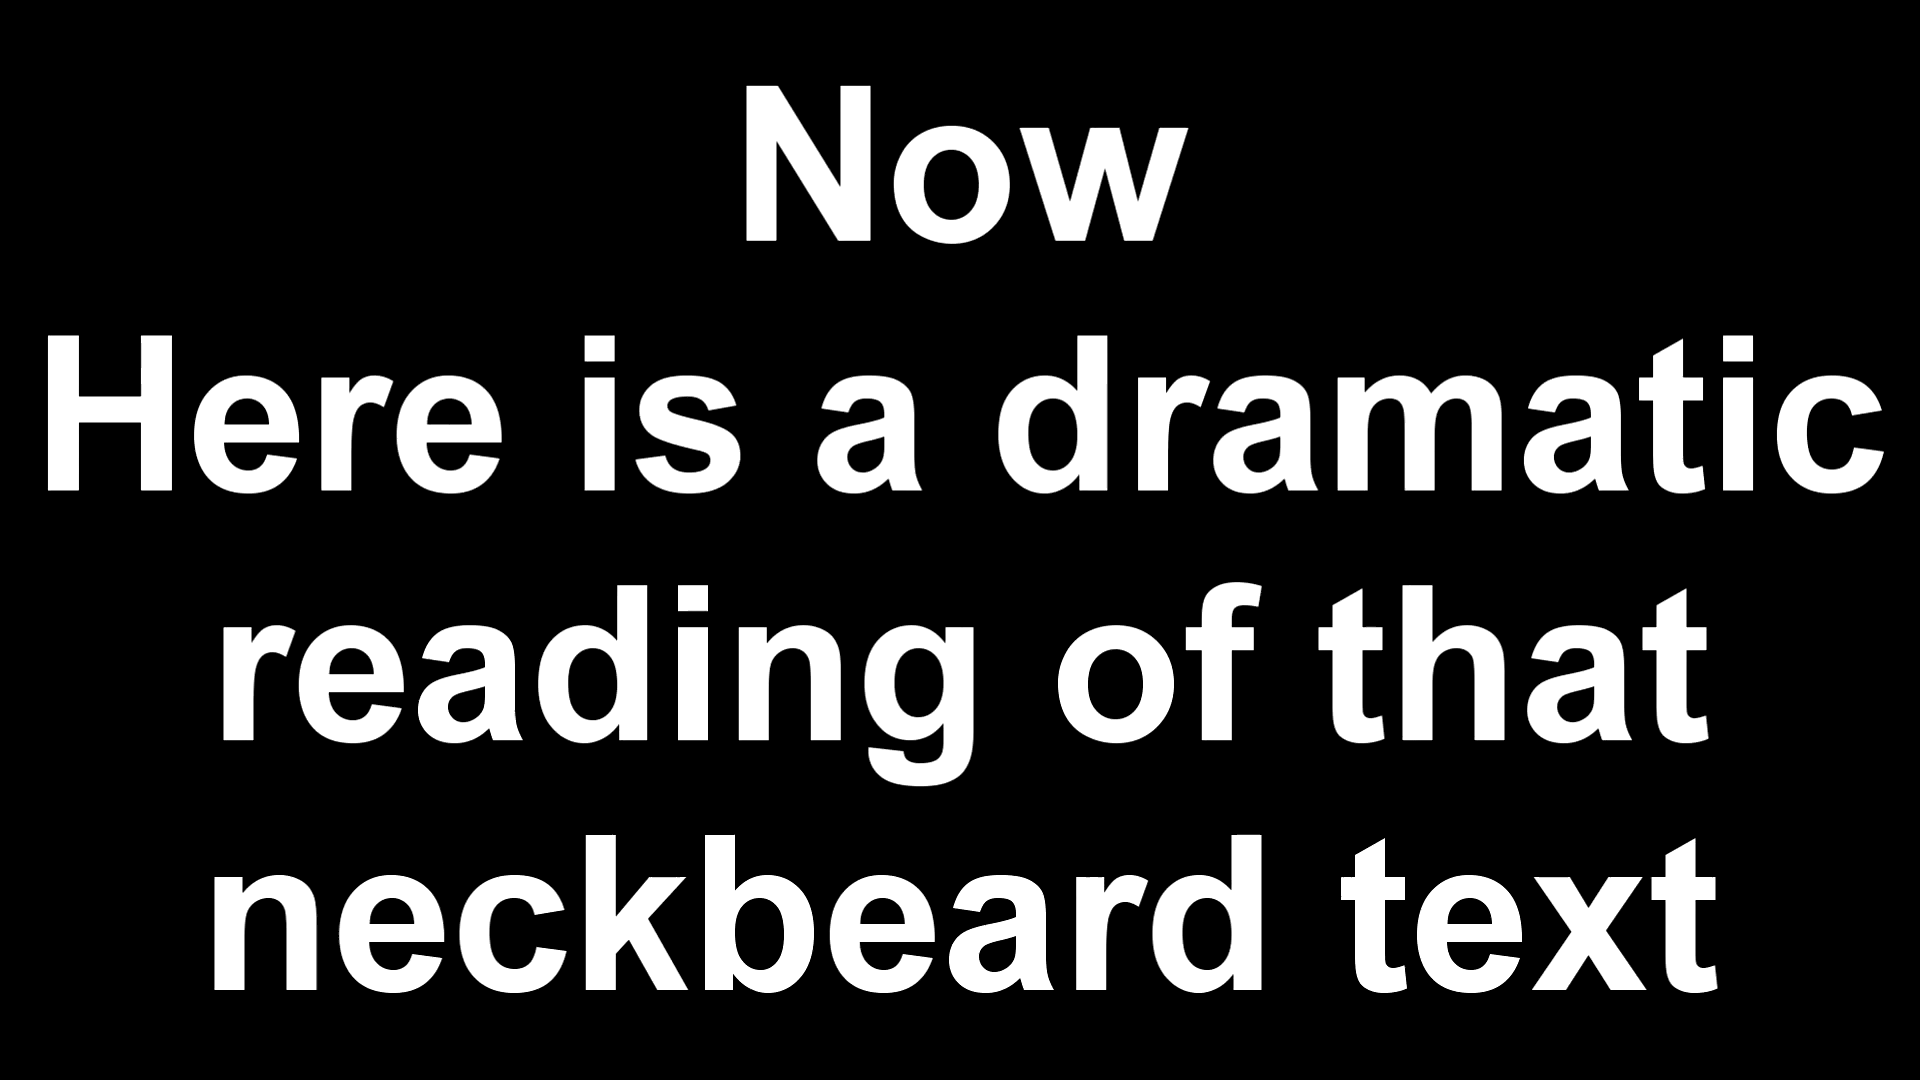 Now
Here is a dramatic
reading of that
neckbeard text